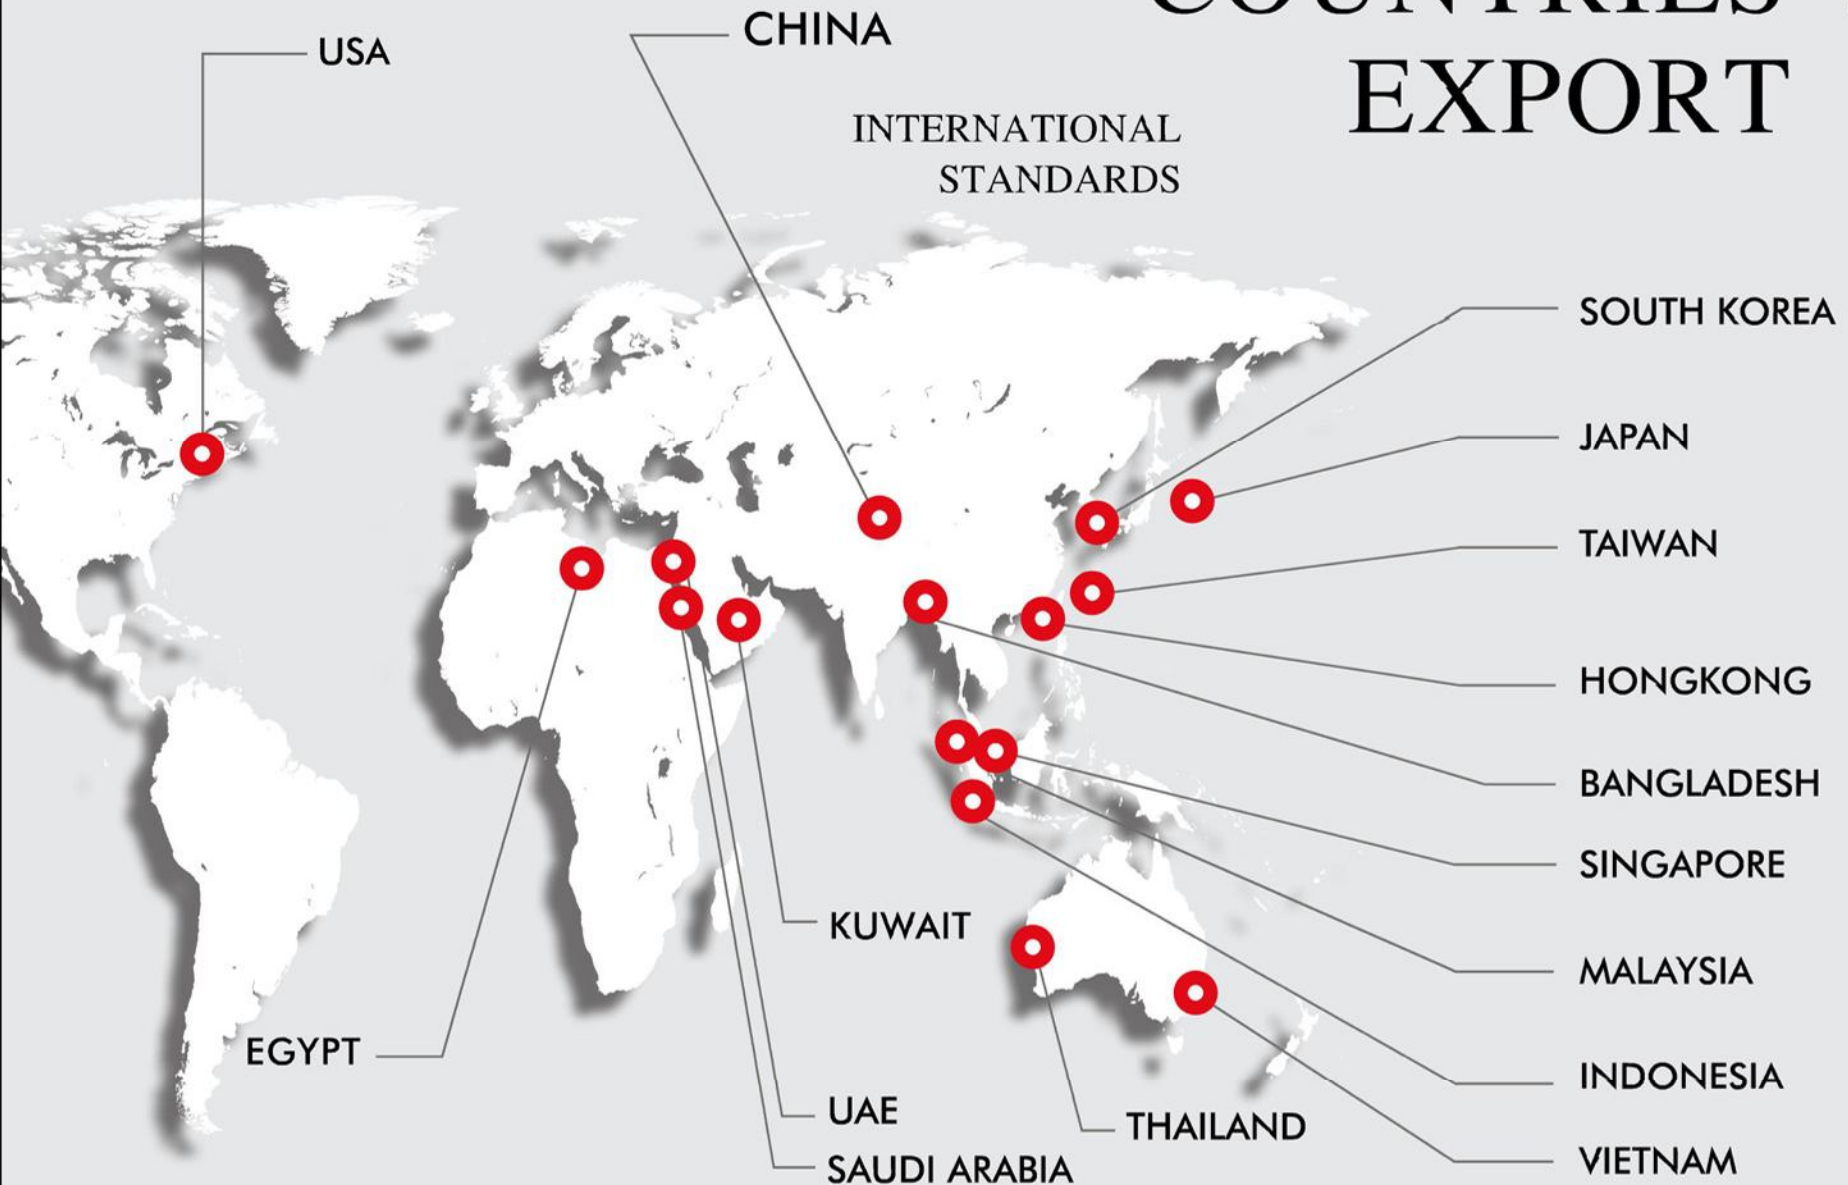 COUNTRIES
EXPORT
INTERNATIONAL
STANDARDS
USA
CHINA
SOUTH KOREA
JAPAN
TAIWAN
HONGKONG
BANGLADESH
SINGAPORE
MALAYSIA
INDONESIA
VIETNAM
THAILAND
KUWAIT
EGYPT
UAE
SAUDI ARABIA